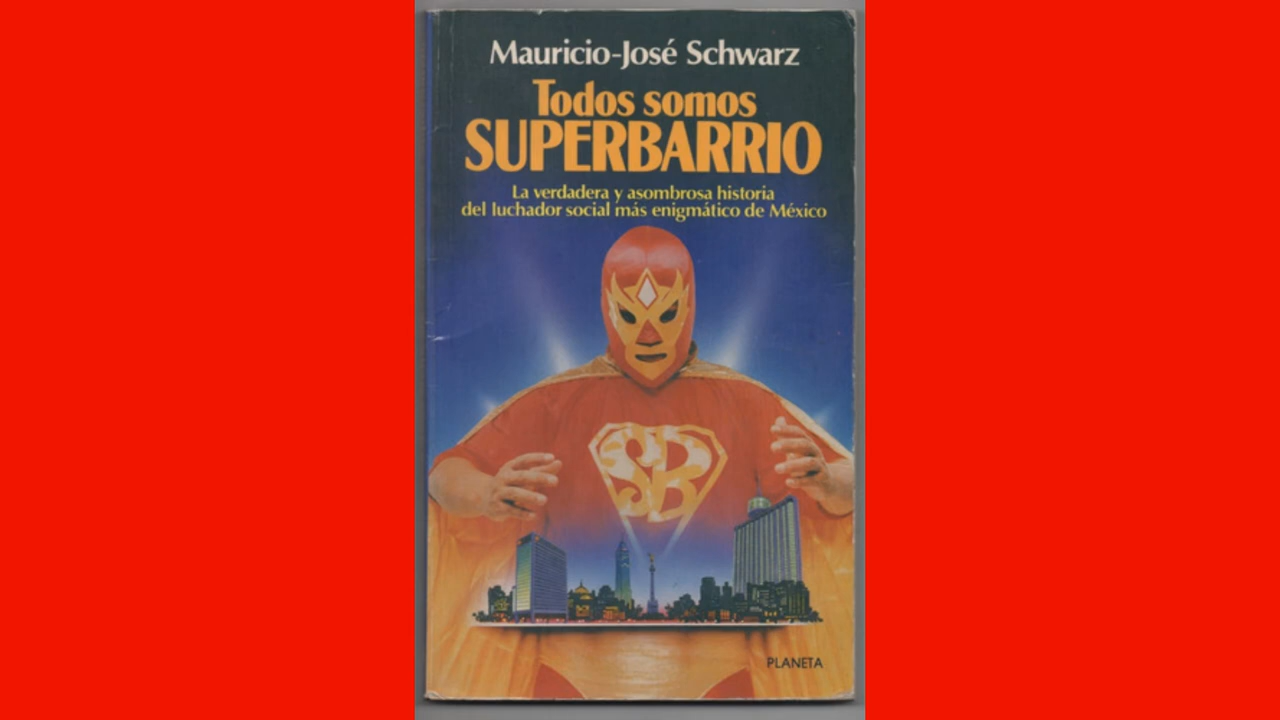 Mauricio-José Schwarz
Todos somos
SUPERBARRIO
La verdadera y asombrosa historia
del luchador social más enigmático de México
SB
PLANETA